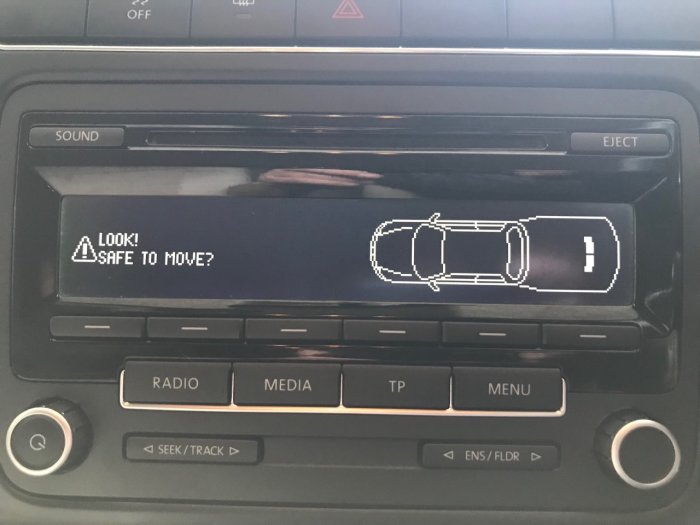 OFF
SOUND
EJECT
LOOK!
SAFE TO MOVE?
RADIO
MEDIA
TP
MENU
SEEK / TRACK
ENS / FLDR